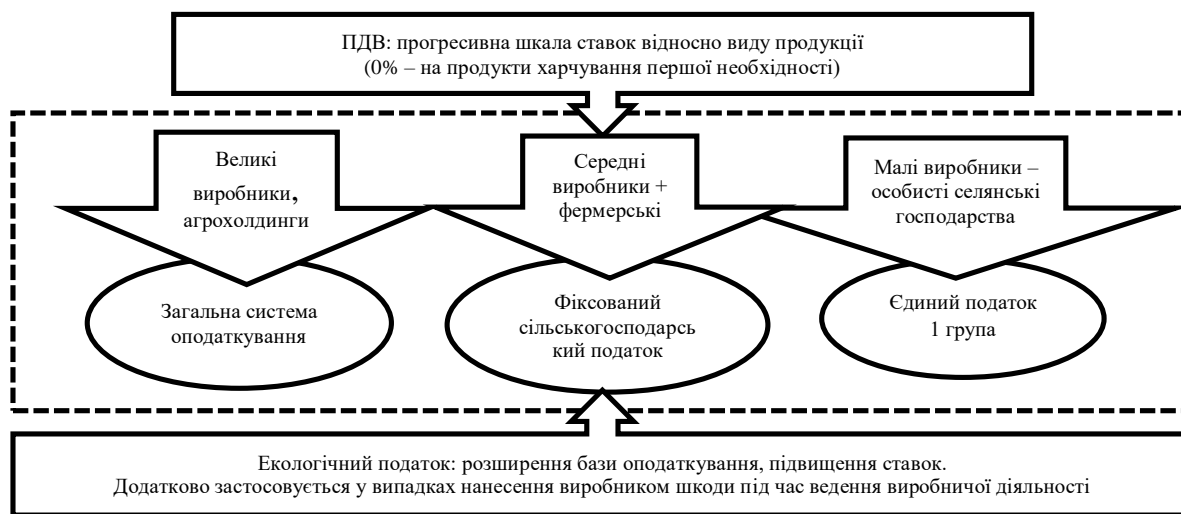 ПДВ: прогресивна шкала ставок відносно виду продукції
(0% – на продукти харчування першої необхідності)
Великі
виробники,
агрохолдинги
Середні
виробники +
фермерські
Малі виробники –
особисті селянські
господарства
Загальна система
оподаткування
Фіксований
сільськогосподарсь
кий податок
Єдиний податок
1 група
Екологічний податок: розширення бази оподаткування, підвищення ставок.
Додатково застосовується у випадках нанесення виробником шкоди під час ведення виробничої діяльності